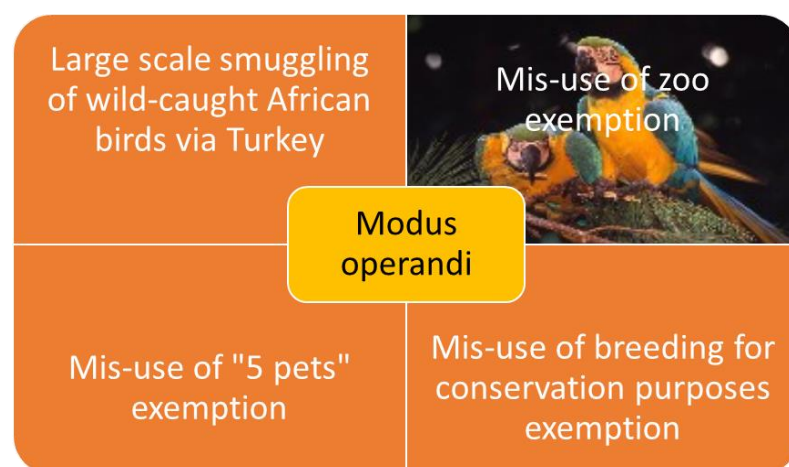 Large scale smuggling
of wild-caught African
birds via Turkey
Mis-use of zoo
exemption
Modus
operandi
Mis-use of "5 pets"
exemption
Mis-use of breeding for
conservation purposes
exemption